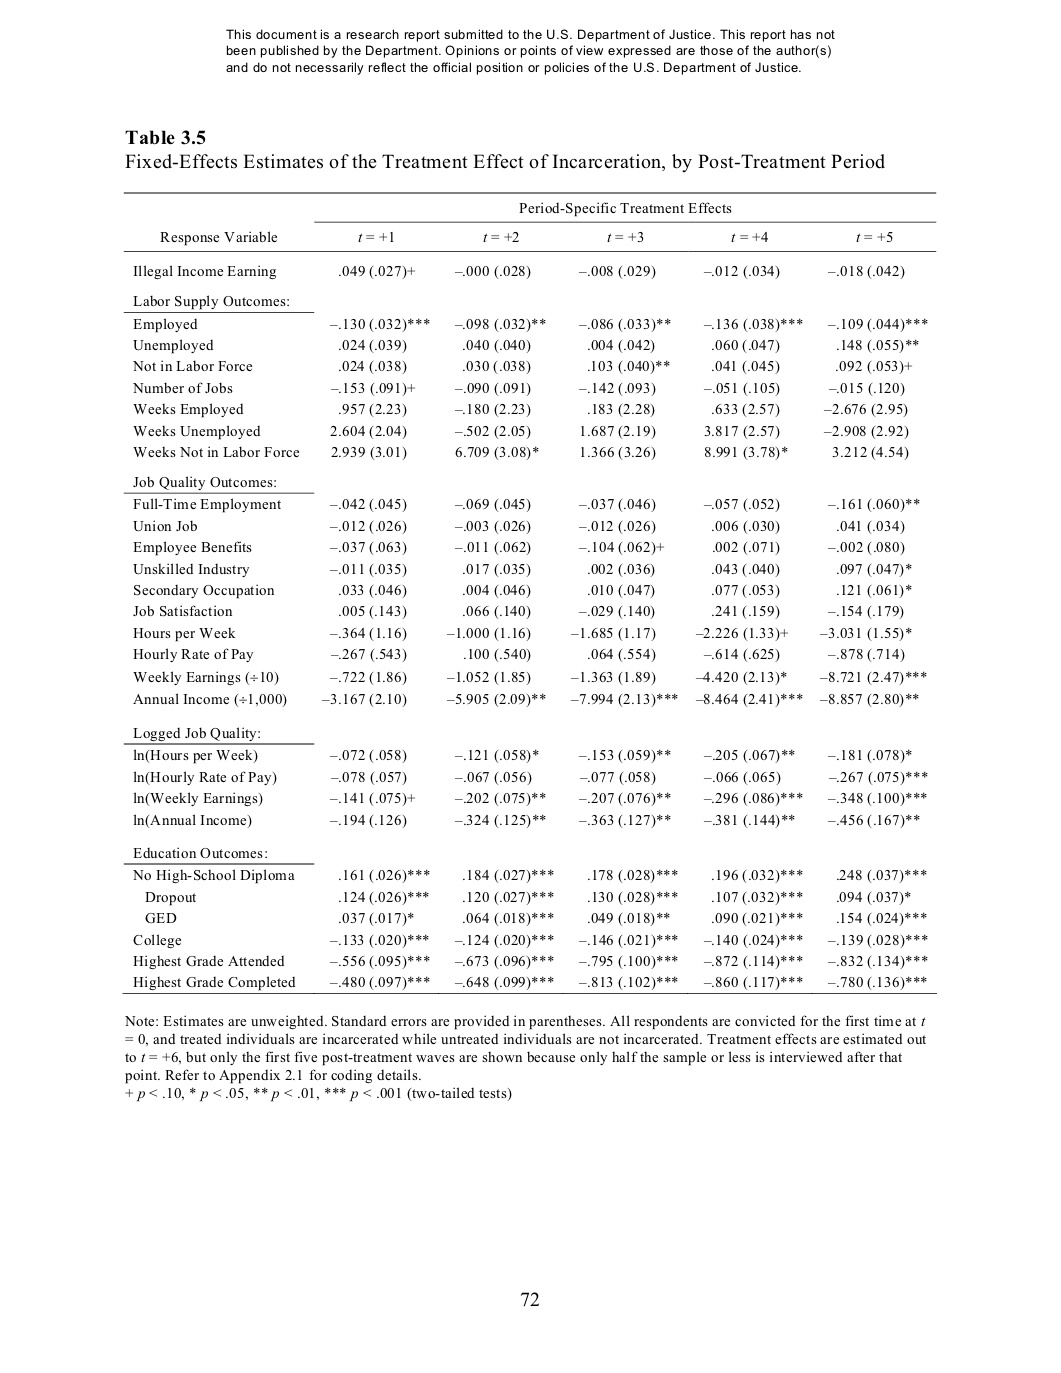 This document is a research report submitted to the U.S. Department of Justice. This report has not
been published by the Department. Opinions or points of view expressed are those of the author(s)
and do not necessarily reflect the official position or policies of the U.S. Department of Justice.
Table 3.5
Fixed-Effects Estimates of the Treatment Effect of Incarceration, by Post-Treatment Period
Period-Specific Treatment Effects
Response Variable t = +1 t = +2 t = +3 t = +4 t = +5
Illegal Income Earning .049 (.027)+ –.000 (.028) –.008 (.029) –.012 (.034) –.018 (.042)
Labor Supply Outcomes:
Employed –.130 (.032)*** –.098 (.032)** –.086 (.033)** –.136 (.038)*** –.109 (.044)***
Unemployed .024 (.039) .040 (.040) .004 (.042) .060 (.047) .148 (.055)**
Not in Labor Force .024 (.038) .030 (.038) .103 (.040)** .041 (.045) .092 (.053)+
Number of Jobs –.153 (.091)+ –.090 (.091) –.142 (.093) –.051 (.105) –.015 (.120)
Weeks Employed .957 (2.23) –.180 (2.23) .183 (2.28) .633 (2.57) –2.676 (2.95)
Weeks Unemployed 2.604 (2.04) –.502 (2.05) 1.687 (2.19) 3.817 (2.57) –2.908 (2.92)
Weeks Not in Labor Force 2.939 (3.01) 6.709 (3.08)* 1.366 (3.26) 8.991 (3.78)* 3.212 (4.54)
Job Quality Outcomes:
Full-Time Employment –.042 (.045) –.069 (.045) –.037 (.046) –.057 (.052) –.161 (.060)**
Union Job –.012 (.026) –.003 (.026) –.012 (.026) .006 (.030) .041 (.034)
Employee Benefits –.037 (.063) –.011 (.062) –.104 (.062)+ .002 (.071) –.002 (.080)
Unskilled Industry –.011 (.035) .017 (.035) .002 (.036) .043 (.040) .097 (.047)*
Secondary Occupation .033 (.046) .004 (.046) .010 (.047) .077 (.053) .121 (.061)*
Job Satisfaction .005 (.143) .066 (.140) –.029 (.140) .241 (.159) –.154 (.179)
Hours per Week –.364 (1.16) –1.000 (1.16) –1.685 (1.17) –2.226 (1.33)+ –3.031 (1.55)*
Hourly Rate of Pay –.267 (.543) .100 (.540) .064 (.554) –.614 (.625) –.878 (.714)
Weekly Earnings (÷10) –.722 (1.86) –1.052 (1.85) –1.363 (1.89) –4.420 (2.13)* –8.721 (2.47)***
Annual Income (÷1,000) –3.167 (2.10) –5.905 (2.09)** –7.994 (2.13)*** –8.464 (2.41)*** –8.857 (2.80)**
Logged Job Quality:
ln(Hours per Week) –.072 (.058) –.121 (.058)* –.153 (.059)** –.205 (.067)** –.181 (.078)*
ln(Hourly Rate of Pay) –.078 (.057) –.067 (.056) –.077 (.058) –.066 (.065) –.267 (.075)***
ln(Weekly Earnings) –.141 (.075)+ –.202 (.075)** –.207 (.076)** –.296 (.086)*** –.348 (.100)***
ln(Annual Income) –.194 (.126) –.324 (.125)** –.363 (.127)** –.381 (.144)** –.456 (.167)**
Education Outcomes:
No High-School Diploma .161 (.026)*** .184 (.027)*** .178 (.028)*** .196 (.032)*** .248 (.037)***
Dropout .124 (.026)*** .120 (.027)*** .130 (.028)*** .107 (.032)*** .094 (.037)*
GED .037 (.017)* .064 (.018)*** .049 (.018)** .090 (.021)*** .154 (.024)***
College –.133 (.020)*** –.124 (.020)*** –.146 (.021)*** –.140 (.024)*** –.139 (.028)***
Highest Grade Attended –.556 (.095)*** –.673 (.096)*** –.795 (.100)*** –.872 (.114)*** –.832 (.134)***
Highest Grade Completed –.480 (.097)*** –.648 (.099)*** –.813 (.102)*** –.860 (.117)*** –.780 (.136)***
Note: Estimates are unweighted. Standard errors are provided in parentheses. All respondents are convicted for the first time at t
= 0, and treated individuals are incarcerated while untreated individuals are not incarcerated. Treatment effects are estimated out
to t = +6, but only the first five post-treatment waves are shown because only half the sample or less is interviewed after that
point. Refer to Appendix 2.1 for coding details.
+ p < .10, * p < .05, ** p < .01, *** p < .001 (two-tailed tests)
72